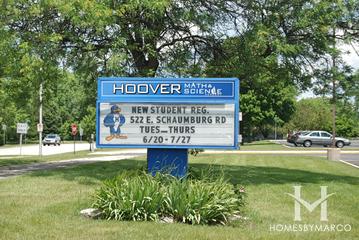 HOOVER MATH & SCIENCE
NEW STUDENT REG.
522 E. SCHAUMBURG RD
TUES-THURS
6/20 - 7/27
HOMESBYMARCO